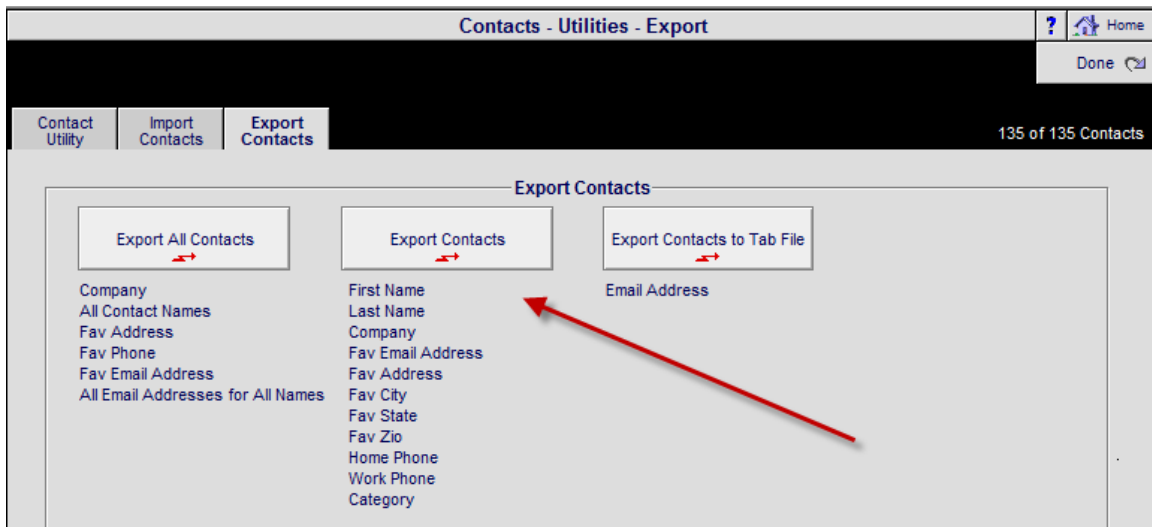 Contacts - Utilities - Export
? Home
Done
Contact Utility
Import Contacts
Export Contacts
135 of 135 Contacts
Export Contacts
Export All Contacts
Company
All Contact Names
Fav Address
Fav Phone
Fav Email Address
All Email Addresses for All Names
Export Contacts
First Name
Last Name
Company
Fav Email Address
Fav Address
Fav City
Fav State
Fav Zio
Home Phone
Work Phone
Category
Export Contacts to Tab File
Email Address